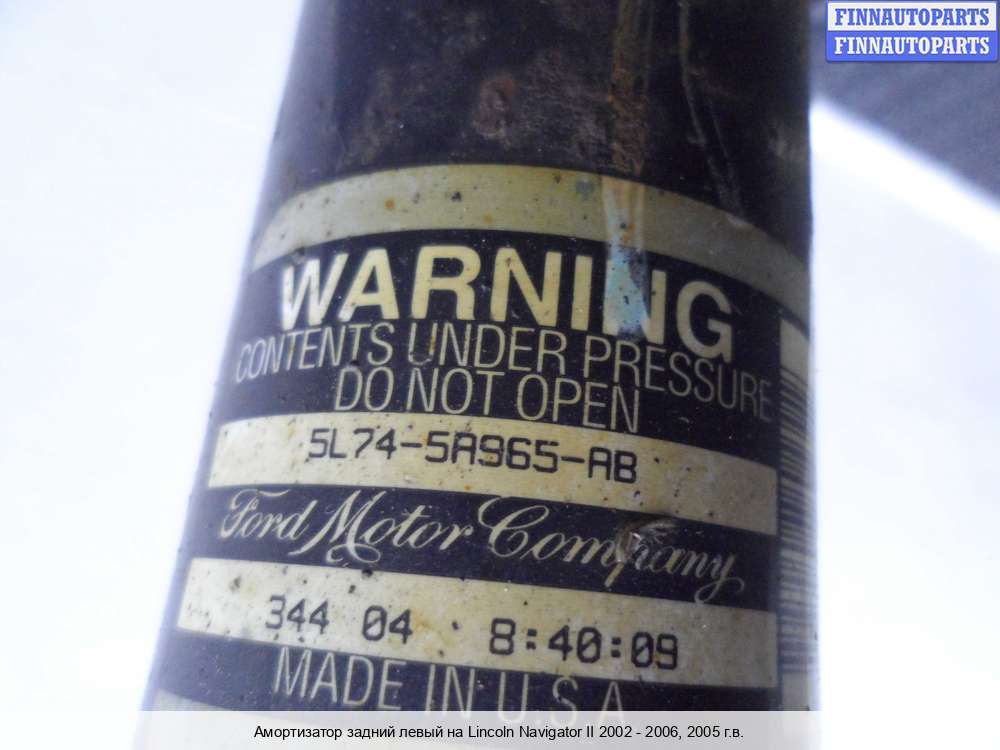 FINNAUTOPARTS
FINNAUTOPARTS
WARNING
CONTENTS UNDER PRESSURE
DO NOT OPEN
5L74-5A965-AB
Ford Motor Company
344 04 8:40:09
MADE IN U.S.A
Амортизатор задний левый на Lincoln Navigator II 2002 - 2006, 2005 г.в.